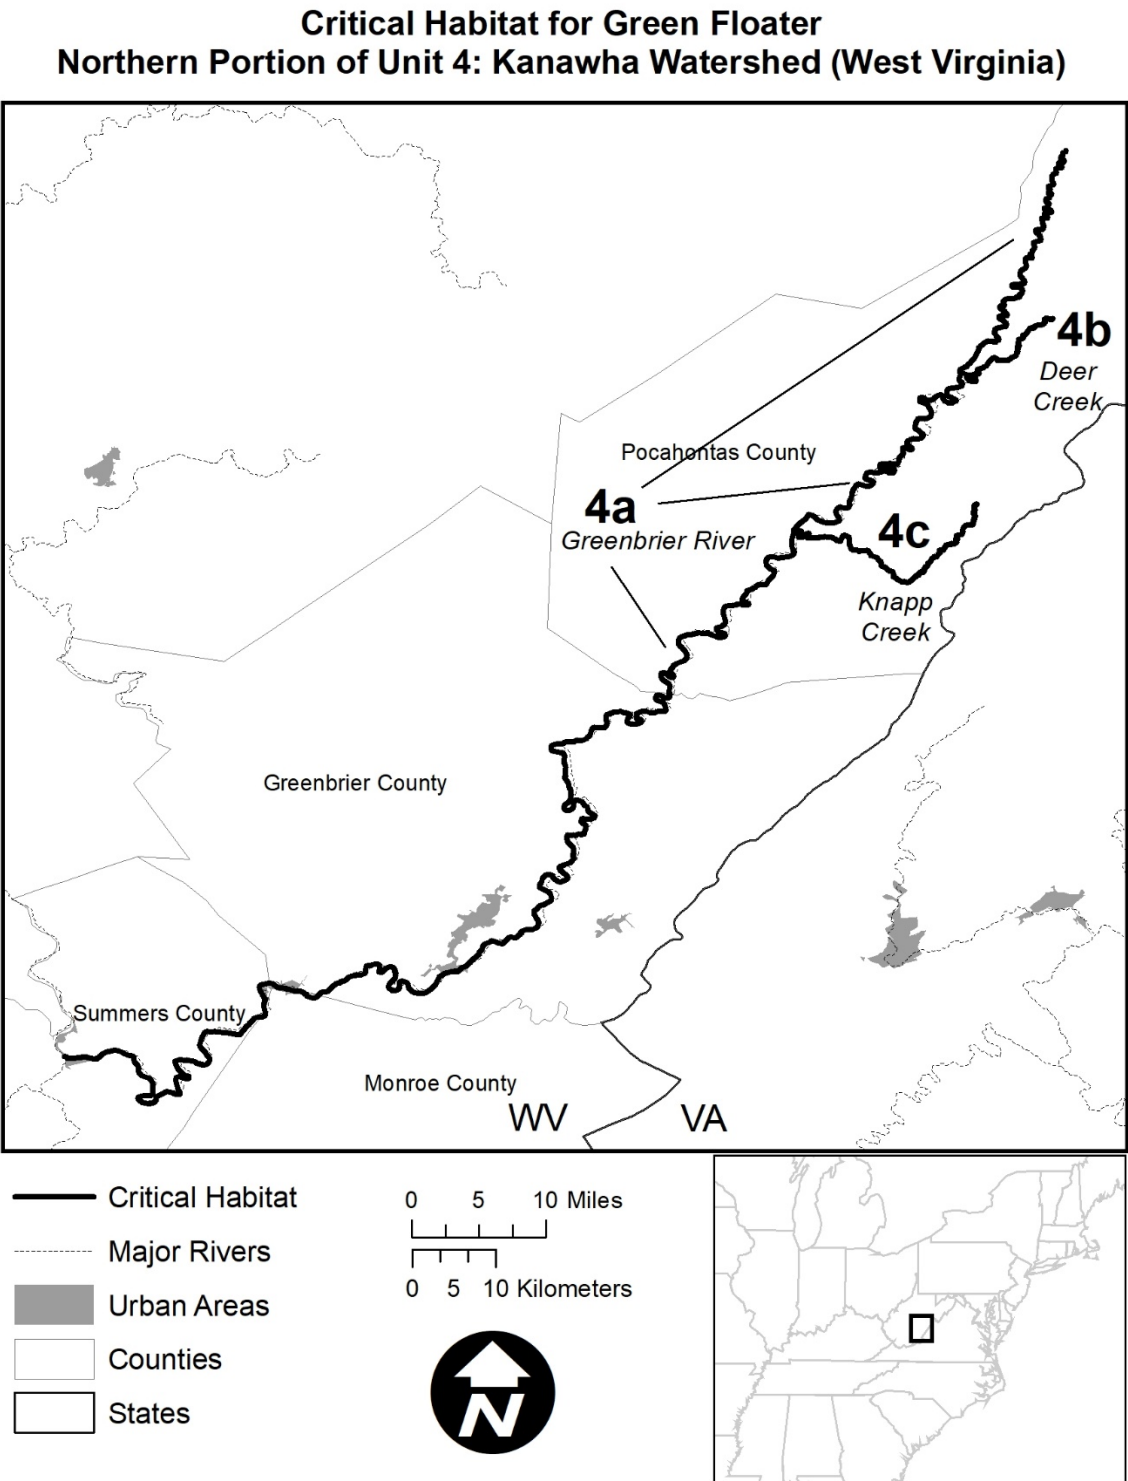 Critical Habitat for Green Floater
Northern Portion of Unit 4: Kanawha Watershed (West Virginia)
4b
Deer
Creek
Pocahontas County
4a
Greenbrier River
4c
Knapp
Creek
Greenbrier County
Summers County
Monroe County
WV VA
Critical Habitat
Major Rivers
Urban Areas
Counties
States
0 5 10 Miles
0 5 10 Kilometers
N